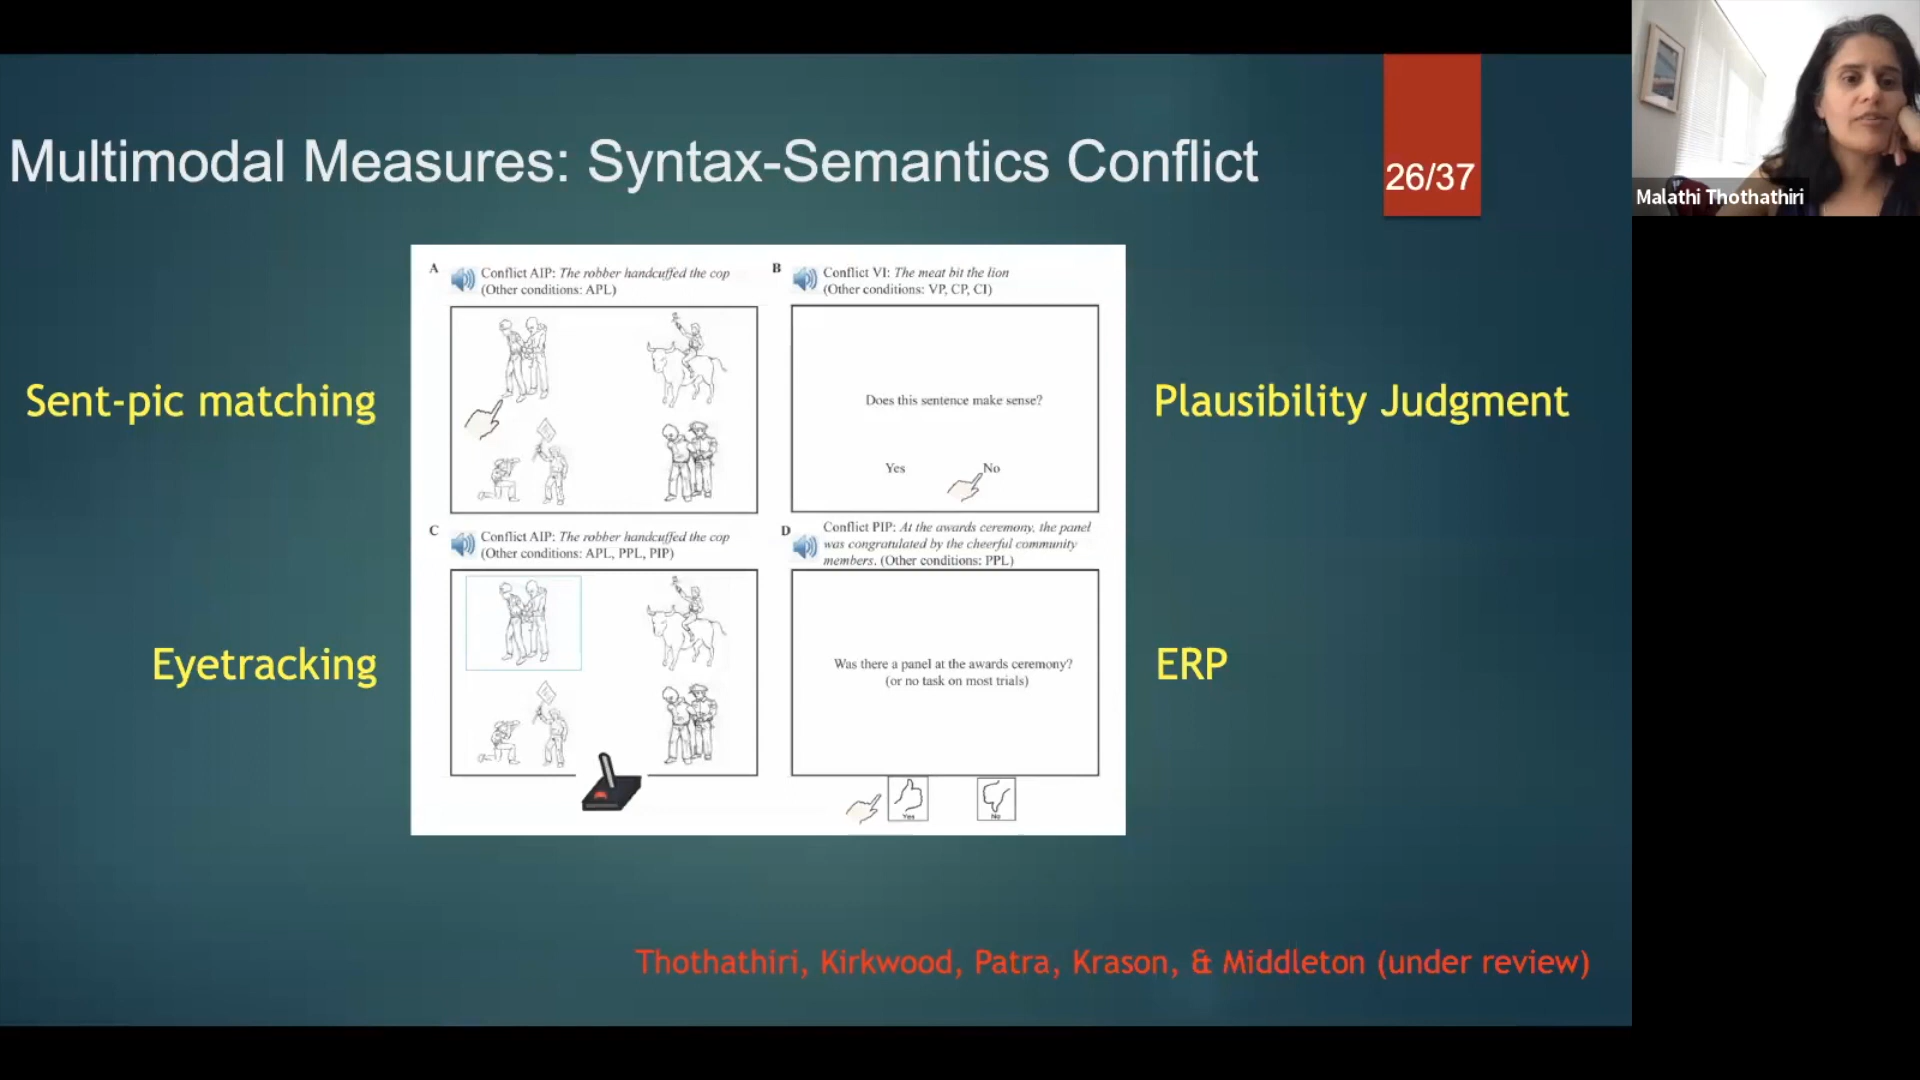 Multimodal Measures: Syntax-Semantics Conflict
26/37
Malathi Thothathiri
Sent-pic matching
A
Conflict AIP: The robber handcuffed the cop
(Other conditions: APL)
B
Conflict VI: The meat bit the lion
(Other conditions: VP, CP, CI)
Does this sentence make sense?
Yes No
Plausibility Judgment
Eyetracking
C
Conflict AIP: The robber handcuffed the cop
(Other conditions: APL, PPL, PIP)
D
Conflict PIP: At the awards ceremony, the panel
was congratulated by the cheerful community
members. (Other conditions: PPL)
Was there a panel at the awards ceremony?
(or no task on most trials)
Yes No
ERP
Thothathiri, Kirkwood, Patra, Krason, & Middleton (under review)